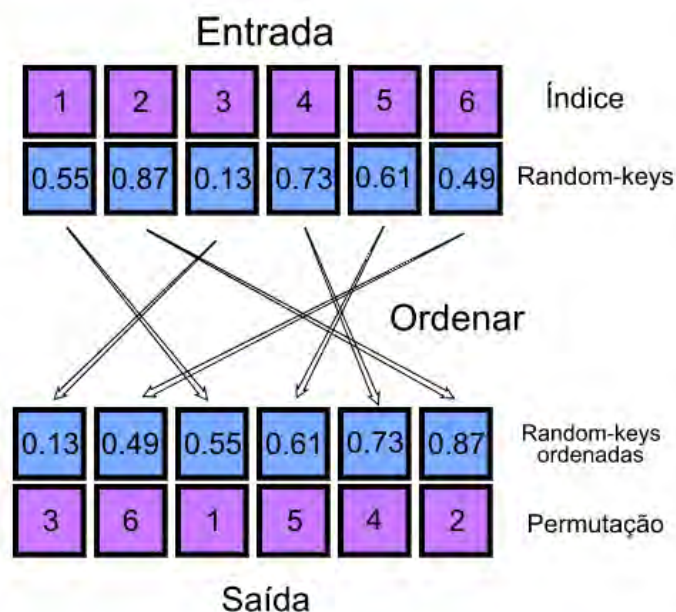 Entrada
1 2 3 4 5 6 Índice
0.55 0.87 0.13 0.73 0.61 0.49 Random-keys
Ordenar
0.13 0.49 0.55 0.61 0.73 0.87 Random-keys
ordenadas
3 6 1 5 4 2 Permutação
Saída